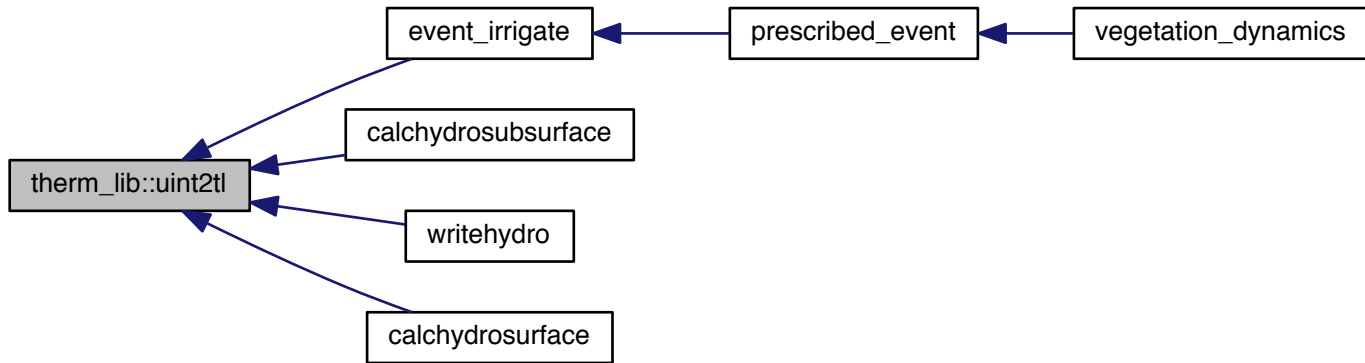 event_irrigate
prescribed_event
vegetation_dynamics
calchydrosubsurface
therm_lib::uint2tl
writehydro
calchydrosurface